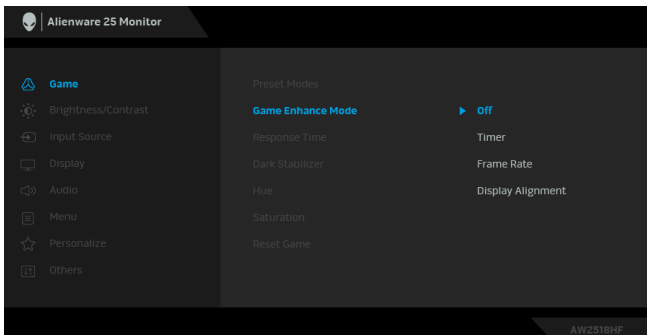 Alienware 25 Monitor
Game
Brightness/Contrast
Input Source
Display
Audio
Menu
Personalize
Others
Preset Modes
Game Enhance Mode
Response Time
Dark Stabilizer
Hue
Saturation
Reset Game
Off
Timer
Frame Rate
Display Alignment
AW2518HF